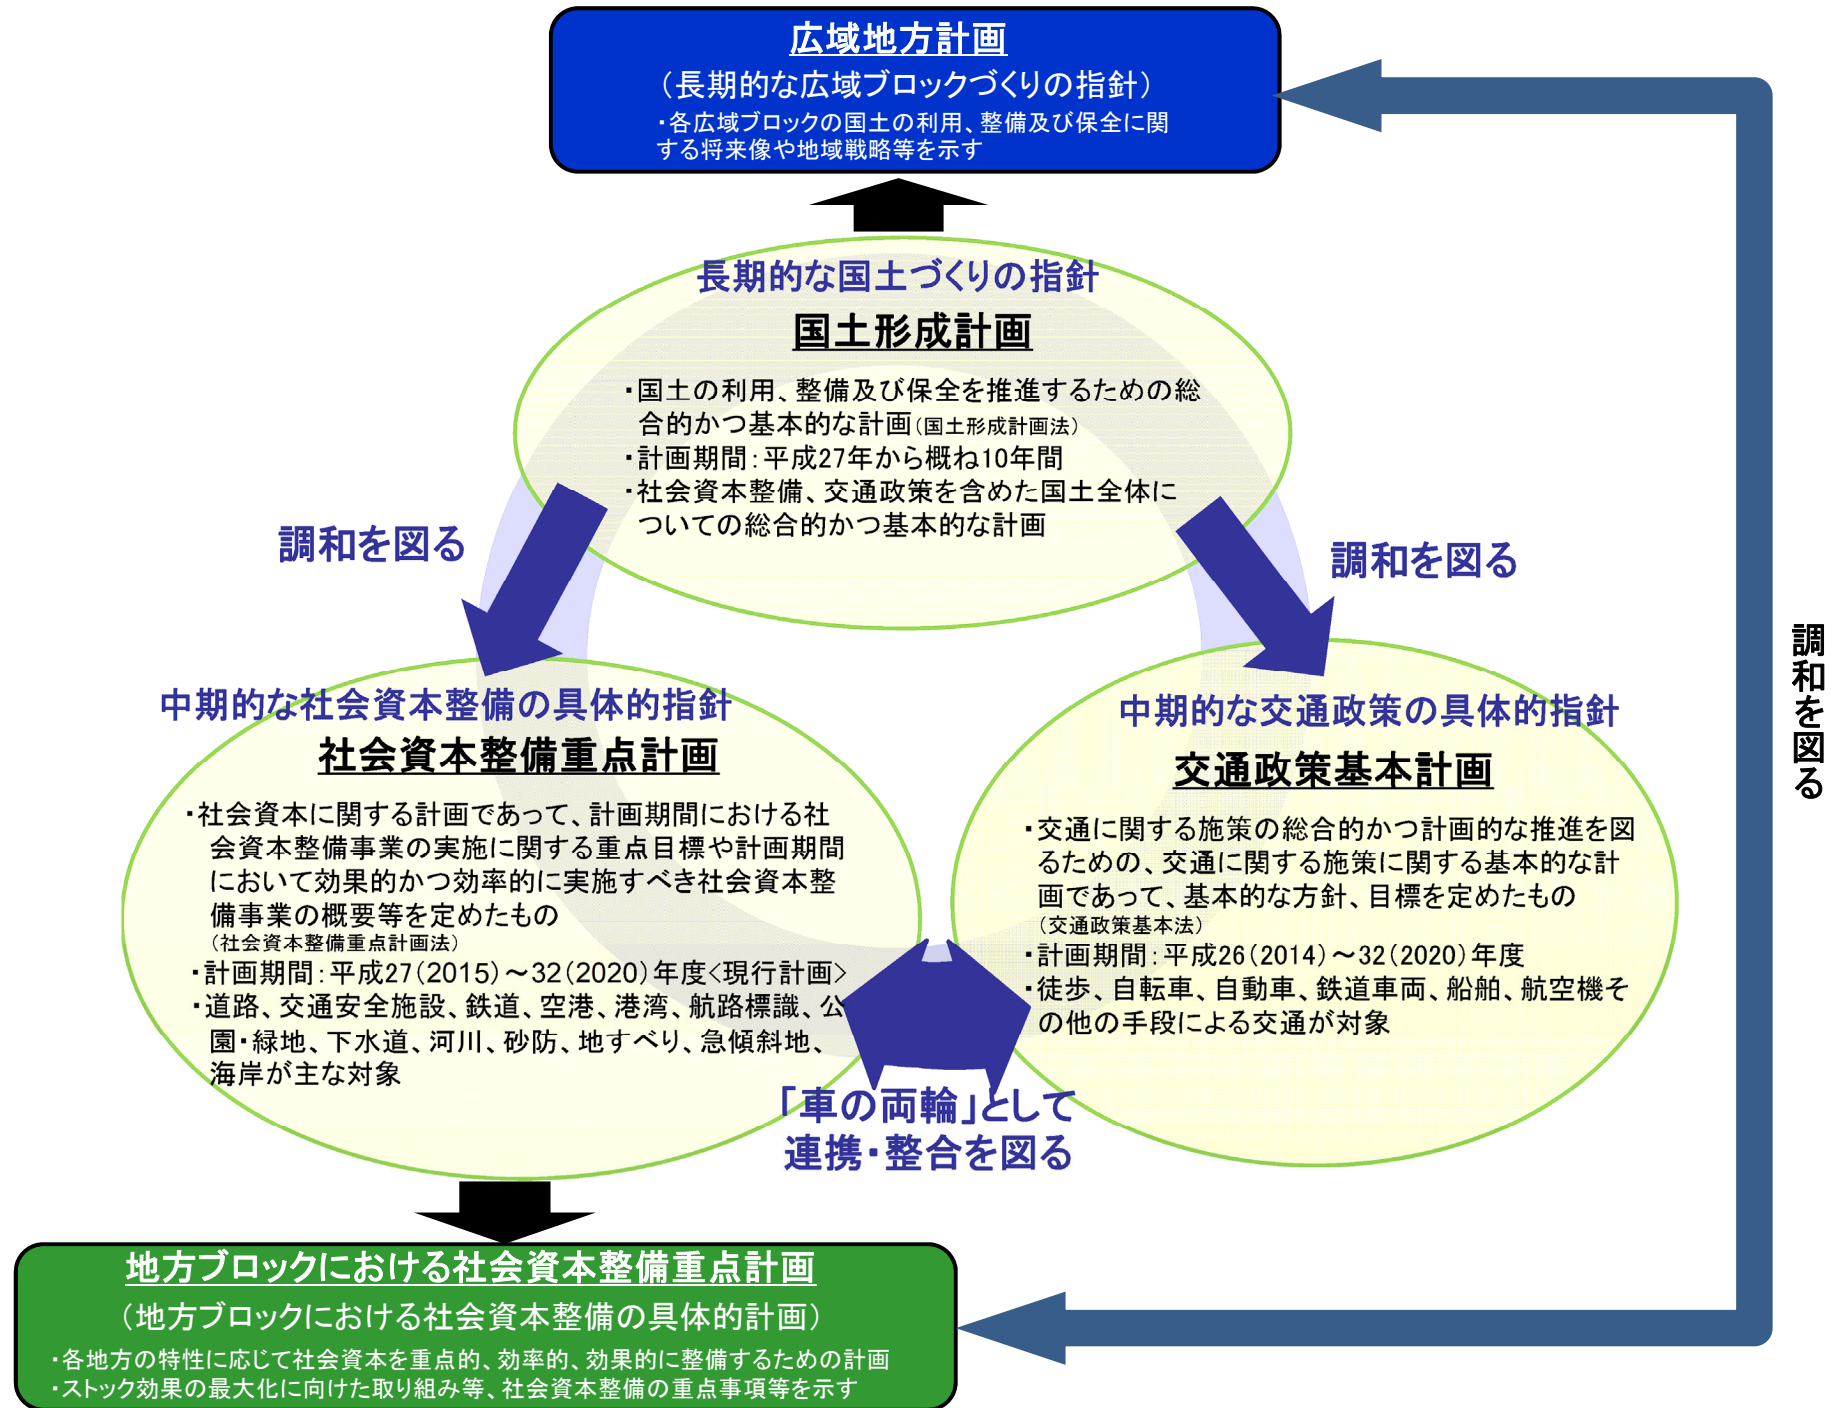 広域地方計画
（長期的な広域ブロックづくりの指針）
・各広域ブロックの国土の利用、整備及び保全に関
する将来像や地域戦略等を示す
長期的な国土づくりの指針
国土形成計画
・国土の利用、整備及び保全を推進するための総
合的かつ基本的な計画（国土形成計画法）
・計画期間：平成27年から概ね10年間
・社会資本整備、交通政策を含めた国土全体に
ついての総合的かつ基本的な計画
調和を図る
調和を図る
調和を図る
中期的な社会資本整備の具体的指針
社会資本整備重点計画
・社会資本に関する計画であって、計画期間における社
会資本整備事業の実施に関する重点目標や計画期間
において効果的かつ効率的に実施すべき社会資本整
備事業の概要等を定めたもの
（社会資本整備重点計画法）
・計画期間：平成27（2015）～32（2020）年度<現行計画>
・道路、交通安全施設、鉄道、空港、港湾、航路標識、公
園・緑地、下水道、河川、砂防、地すべり、急傾斜地、
海岸が主な対象
中期的な交通政策の具体的指針
交通政策基本計画
・交通に関する施策の総合的かつ計画的な推進を図
るための、交通に関する施策に関する基本的な計
画であって、基本的な方針、目標を定めたもの
（交通政策基本法）
・計画期間：平成26（2014）～32（2020）年度
・徒歩、自転車、自動車、鉄道車両、船舶、航空機そ
の他の手段による交通が対象
「車の両輪」として
連携・整合を図る
地方ブロックにおける社会資本整備重点計画
（地方ブロックにおける社会資本整備の具体的計画）
・各地方の特性に応じて社会資本を重点的、効率的、効果的に整備するための計画
・ストック効果の最大化に向けた取り組み等、社会資本整備の重点事項等を示す